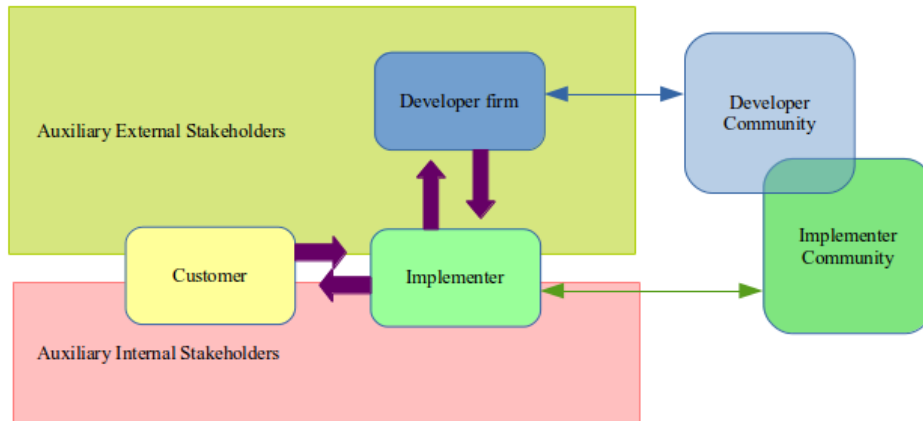 Developer firm
Developer
Community
Auxiliary External Stakeholders
Customer
Implementer
Implementer
Community
Auxiliary Internal Stakeholders